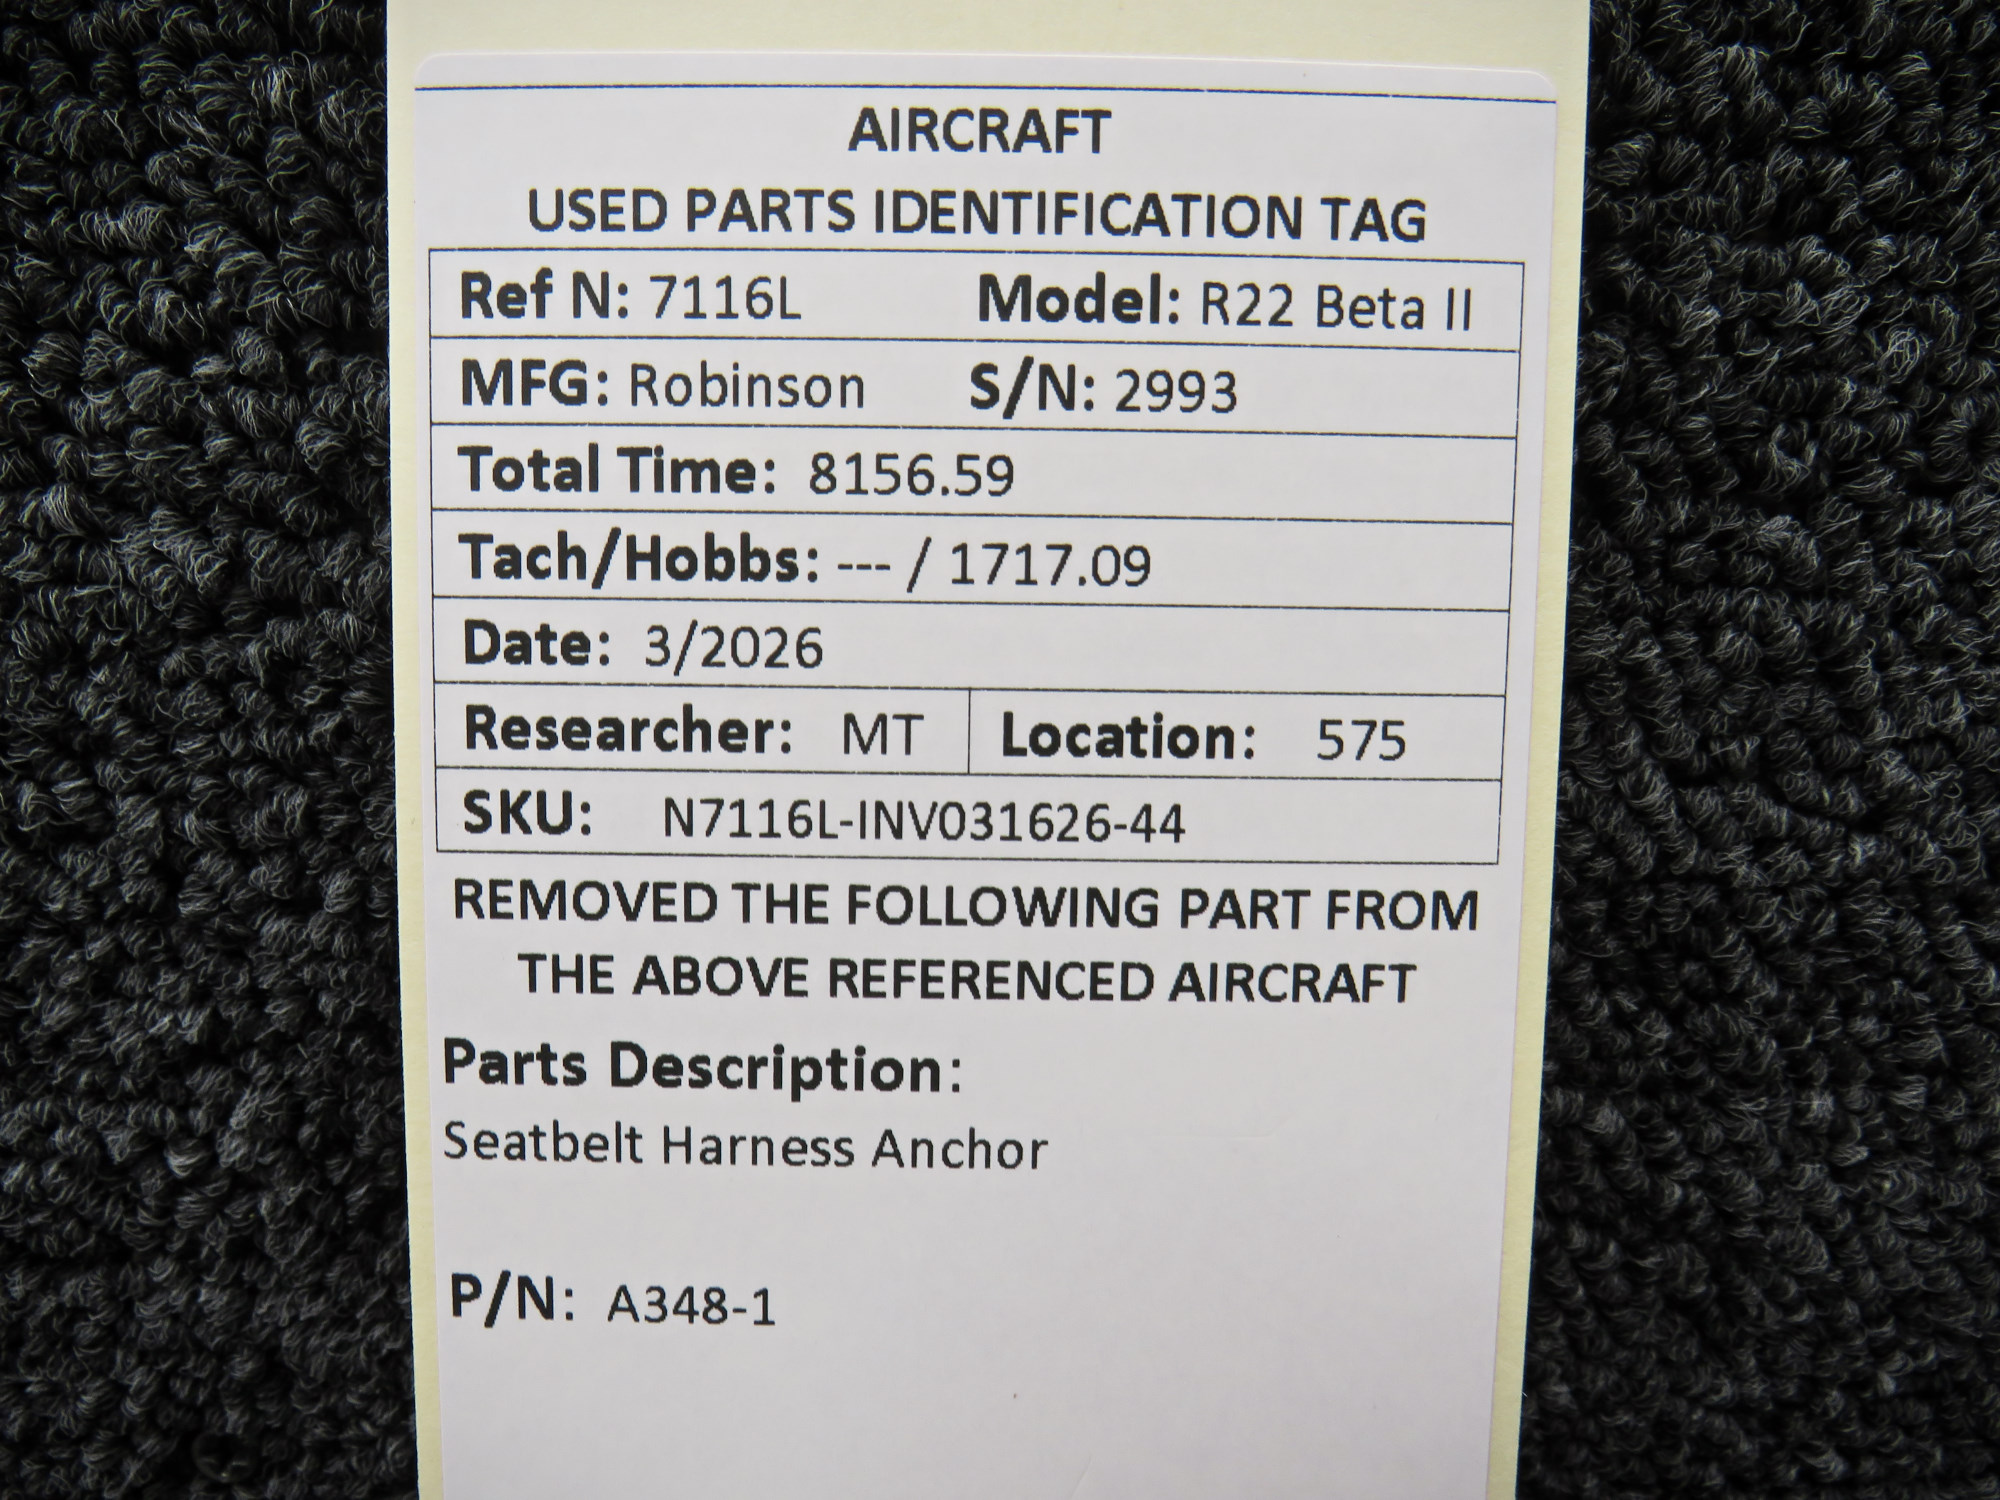 AIRCRAFT
USED PARTS IDENTIFICATION TAG
Ref N: 7116L Model: R22 Beta II
MFG: Robinson S/N: 2993
Total Time: 8156.59
Tach/Hobbs: --- / 1717.09
Date: 3/2026
Researcher: MT Location: 575
SKU: N7116L-INV031626-44
REMOVED THE FOLLOWING PART FROM
THE ABOVE REFERENCED AIRCRAFT
Parts Description:
Seatbelt Harness Anchor
P/N: A348-1